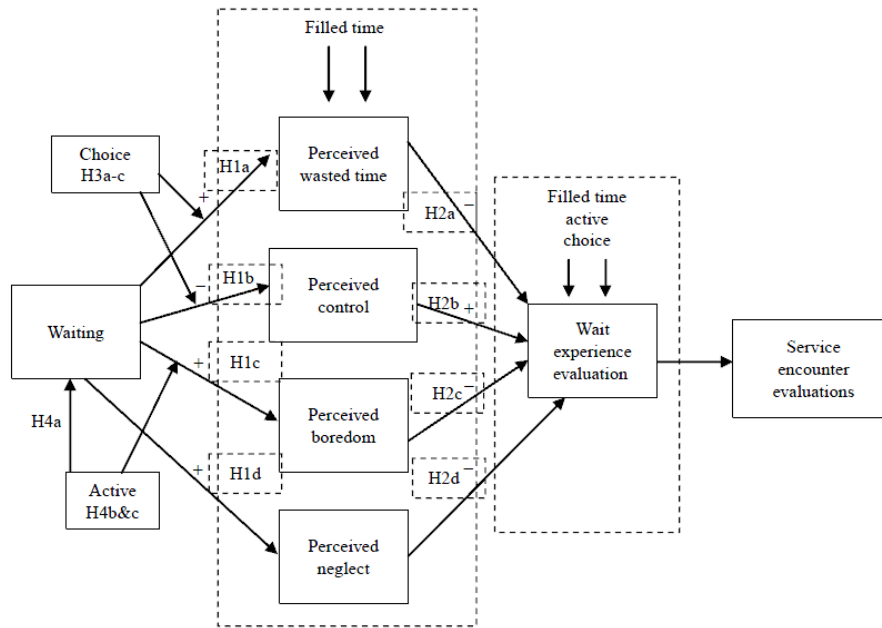 Filled time
Choice
H3a-c
H1a
+
Perceived
wasted time
H2a
−
Filled time
active
choice
H1b
−
Perceived
control
H2b
+
Waiting
Wait
experience
evaluation
Service
encounter
evaluations
+
H1c
Perceived
boredom
H2c
−
H4a
+
H1d
H2d
−
Active
H4b&c
Perceived
neglect